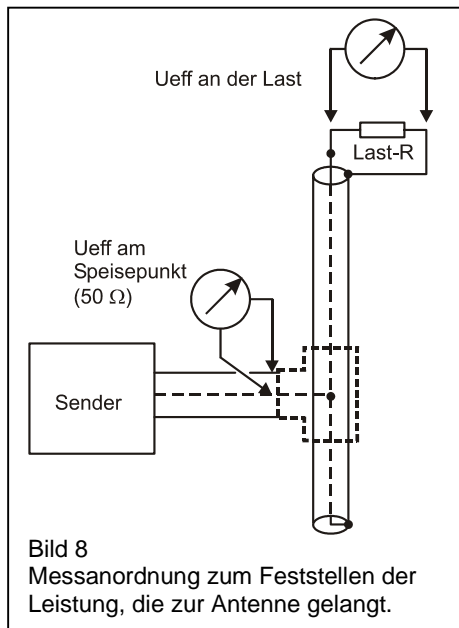 Ueff an der Last
Last-R
Ueff am
Speisepunkt
(50 Ω)
Sender
Bild 8
Messanordnung zum Feststellen der
Leistung, die zur Antenne gelangt.